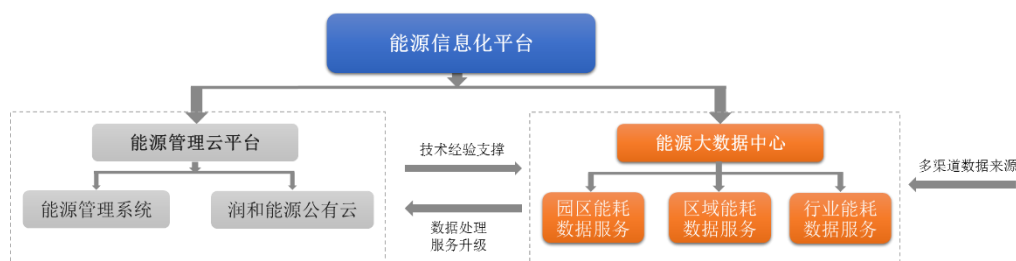 能源信息化平台
能源管理云平台
能源大数据中心
技术经验支撑
多渠道数据来源
能源管理系统
润和能源公有云
数据处理
服务升级
园区能耗
数据服务
区域能耗
数据服务
行业能耗
数据服务